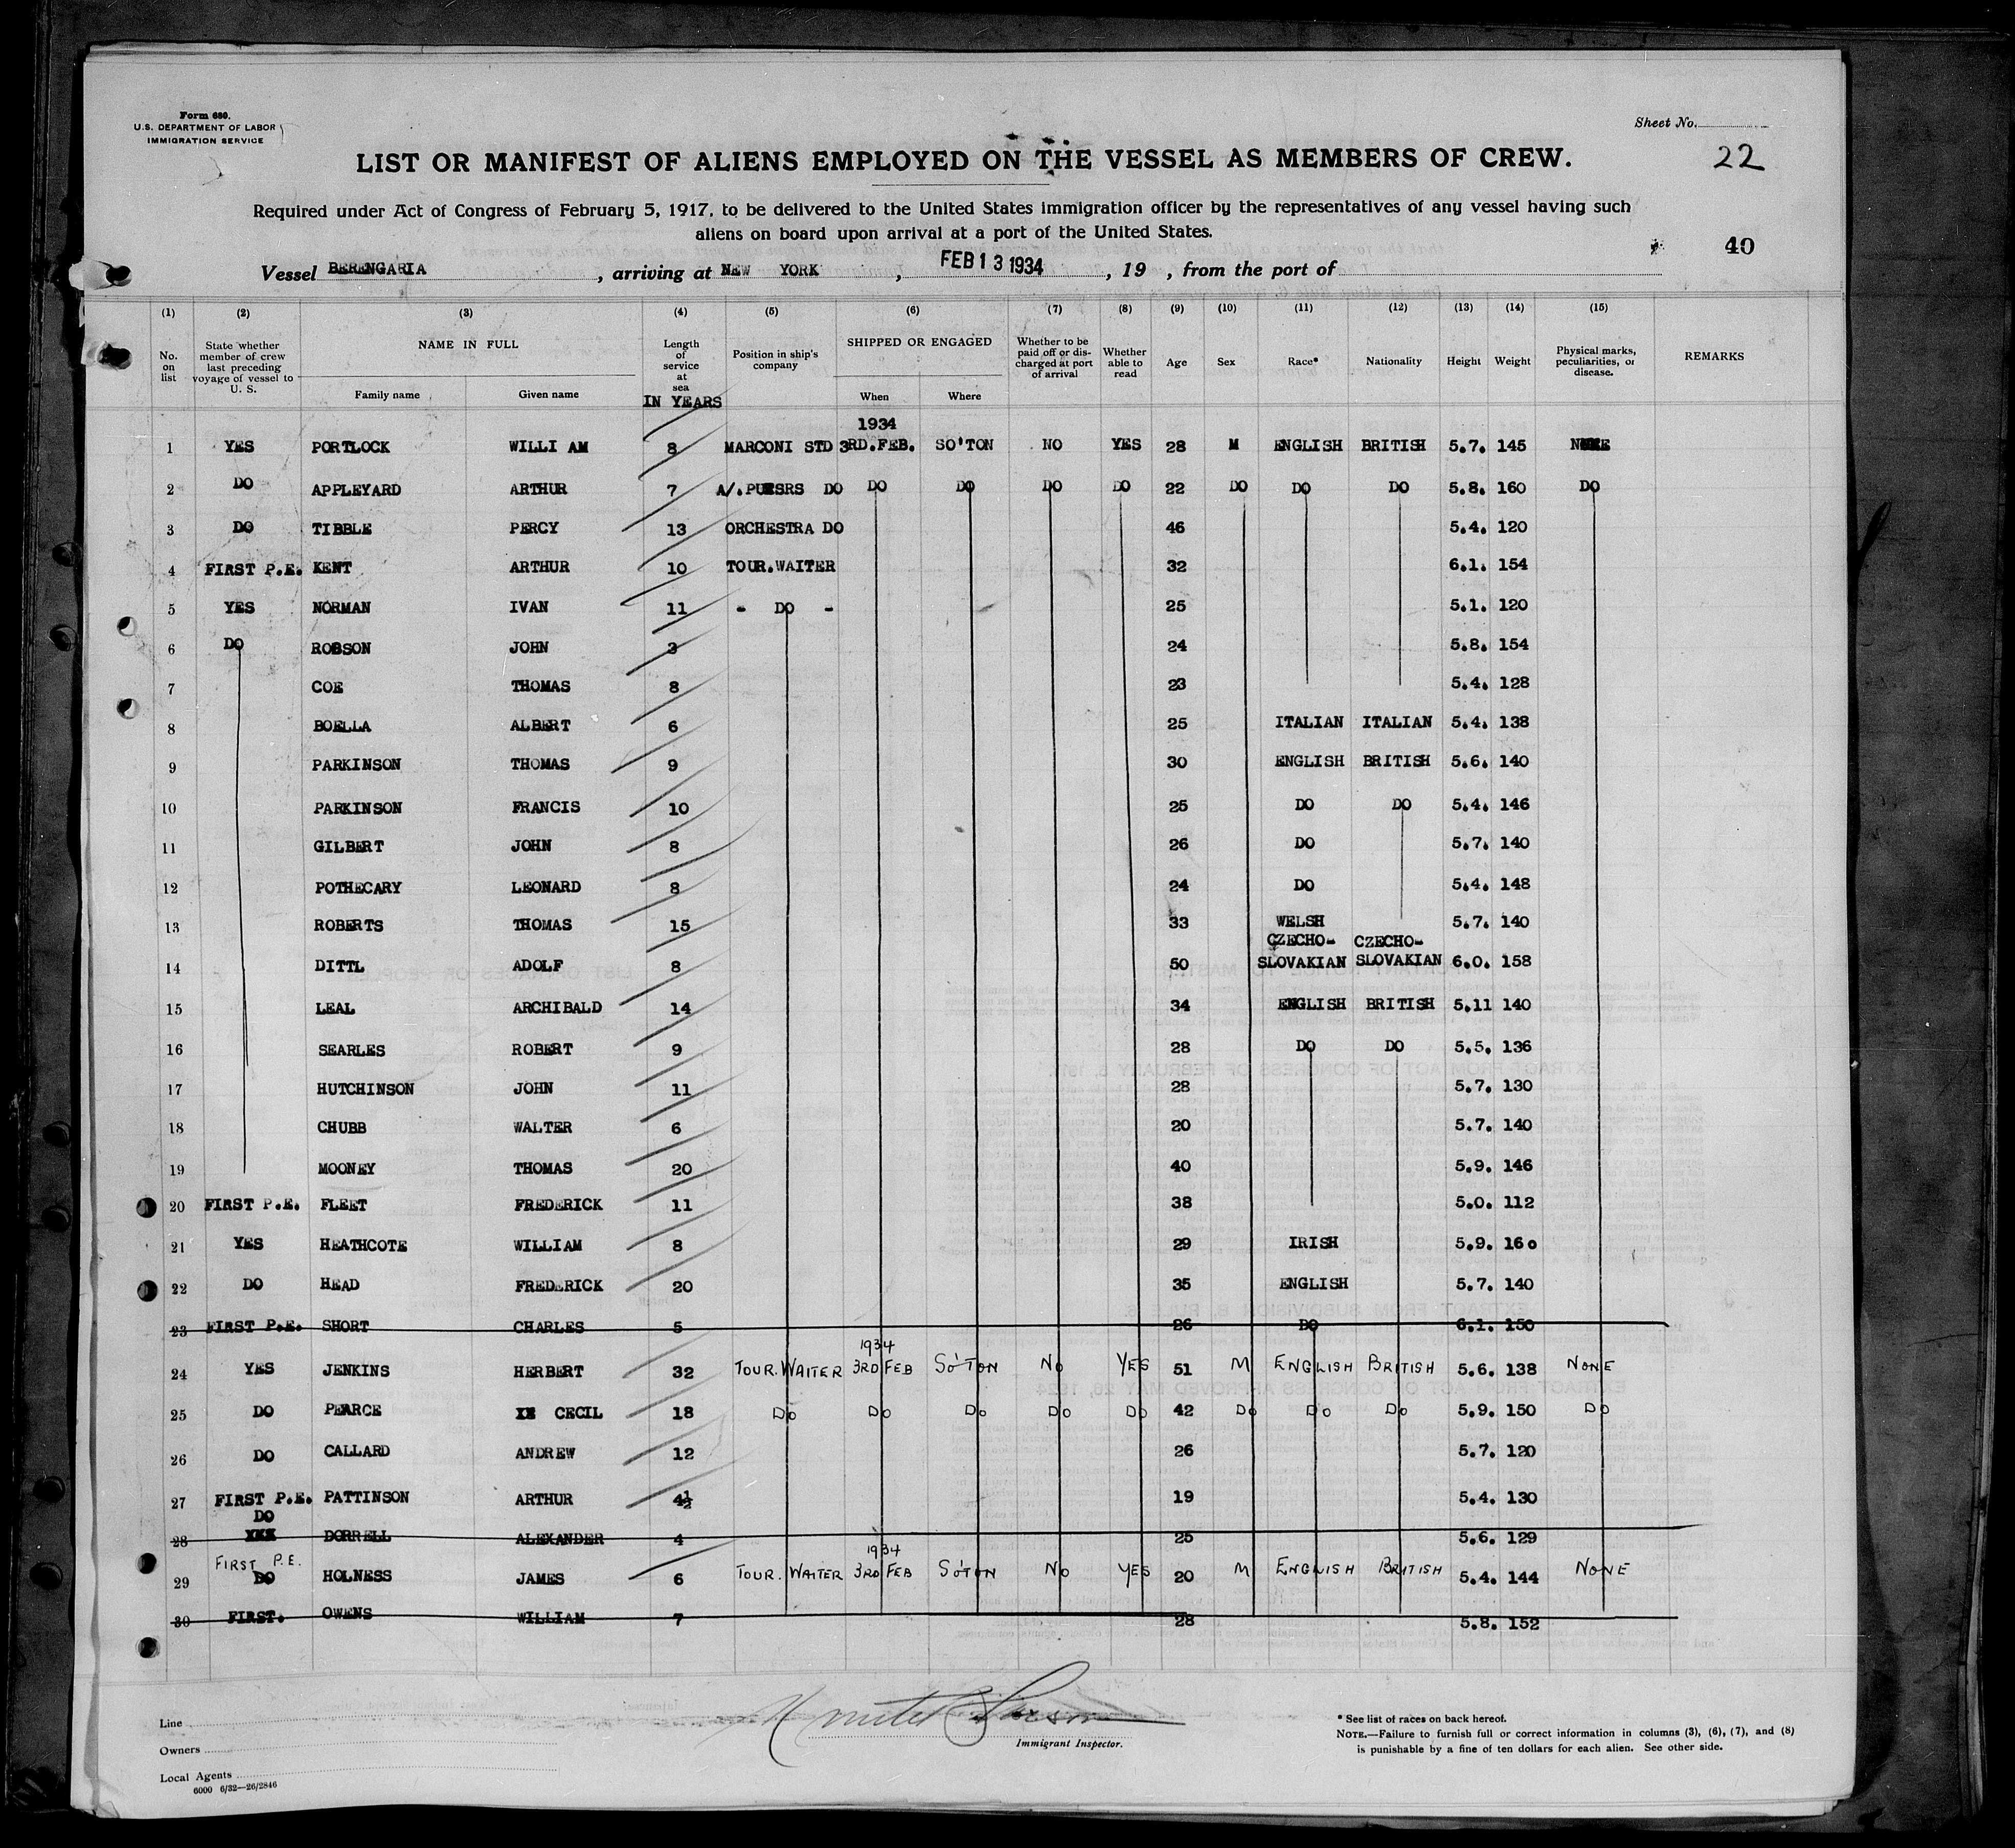 Form 680.
U.S. DEPARTMENT OF LABOR
IMMIGRATION SERVICE
Sheet No.
22
LIST OR MANIFEST OF ALIENS EMPLOYED ON THE VESSEL AS MEMBERS OF CREW.
Required under Act of Congress of February 5, 1917, to be delivered to the United States immigration officer by the representatives of any vessel having such
aliens on board upon arrival at a port of the United States.
40
Vessel BERENGARIA, arriving at NEW YORK, FEB 13 1934, 19 , from the port of
(1) (2) (3) (4) (5) (6) (7) (8) (9) (10) (11) (12) (13) (14) (15)
No. on list
State whether member of crew last preceding voyage of vessel to U. S.
NAME IN FULL
Family name Given name
Length of service at sea
IN YEARS
Position in ship's company
SHIPPED OR ENGAGED
When Where
Whether to be paid off or discharged at port of arrival
Whether able to read
Age
Sex
Race*
Nationality
Height
Weight
Physical marks, peculiarities, or disease.
REMARKS
1934
1 YES PORTLOCK WILLI AM 8 MARCONI STD 3RD.FEB. SO'TON NO YES 28 M ENGLISH BRITISH 5.7. 145 NONE
2 DO APPLEYARD ARTHUR 7 A/.PURSRS DO DO DO DO DO 22 DO DO DO 5.8. 160 DO
3 DO TIBBLE PERCY 13 ORCHESTRA DO 46 5.4. 120
4 FIRST P.E. KENT ARTHUR 10 TOUR.WAITER 32 6.1. 154
5 YES NORMAN IVAN 11 - DO - 25 5.1. 120
6 DO ROBSON JOHN 3 24 5.8. 154
7 COE THOMAS 8 23 5.4. 128
8 BOELLA ALBERT 6 25 ITALIAN ITALIAN 5.4. 138
9 PARKINSON THOMAS 9 30 ENGLISH BRITISH 5.6. 140
10 PARKINSON FRANCIS 10 25 DO DO 5.4. 146
11 GILBERT JOHN 8 26 DO 5.7. 140
12 POTHECARY LEONARD 8 24 DO 5.4. 148
13 ROBERTS THOMAS 15 33 WELSH 5.7. 140
CZECHO- CZECHO-
14 DITTL ADOLF 8 50 SLOVAKIAN SLOVAKIAN 6.0. 158
15 LEAL ARCHIBALD 14 34 ENGLISH BRITISH 5.11 140
16 SEARLES ROBERT 9 28 DO DO 5.5. 136
17 HUTCHINSON JOHN 11 28 5.7. 130
18 CHUBB WALTER 6 20 5.7. 140
19 MOONEY THOMAS 20 40 5.9. 146
20 FIRST P.E. FLEET FREDERICK 11 38 5.0. 112
21 YES HEATHCOTE WILLIAM 8 29 IRISH 5.9. 160
22 DO HEAD FREDERICK 20 35 ENGLISH 5.7. 140
23 FIRST P.E. SHORT CHARLES 5 26 DO 6.1. 150
1934
24 YES JENKINS HERBERT 32 TOUR. WAITER 3RD FEB SO'TON NO YES 51 M ENGLISH BRITISH 5.6. 138 NONE
25 DO PEARCE CECIL 18 DO DO DO DO DO 42 DO DO DO 5.9. 150 DO
26 DO CALLARD ANDREW 12 26 5.7. 120
27 FIRST P.E. PATTINSON ARTHUR 4½ 19 5.4. 130
DO
28 XXX DORRELL ALEXANDER 4 25 5.6. 129
FIRST P.E. 1934
29 DO HOLNESS JAMES 6 TOUR. WAITER 3RD FEB SO'TON NO YES 20 M ENGLISH BRITISH 5.4. 144 NONE
30 FIRST. OWENS WILLIAM 7 28 5.8. 152
Line
Owners
Local Agents
6000 6/32—26/2846
Immigrant Inspector.
* See list of races on back hereof.
NOTE.—Failure to furnish full or correct information in columns (3), (6), (7), and (8)
is punishable by a fine of ten dollars for each alien. See other side.